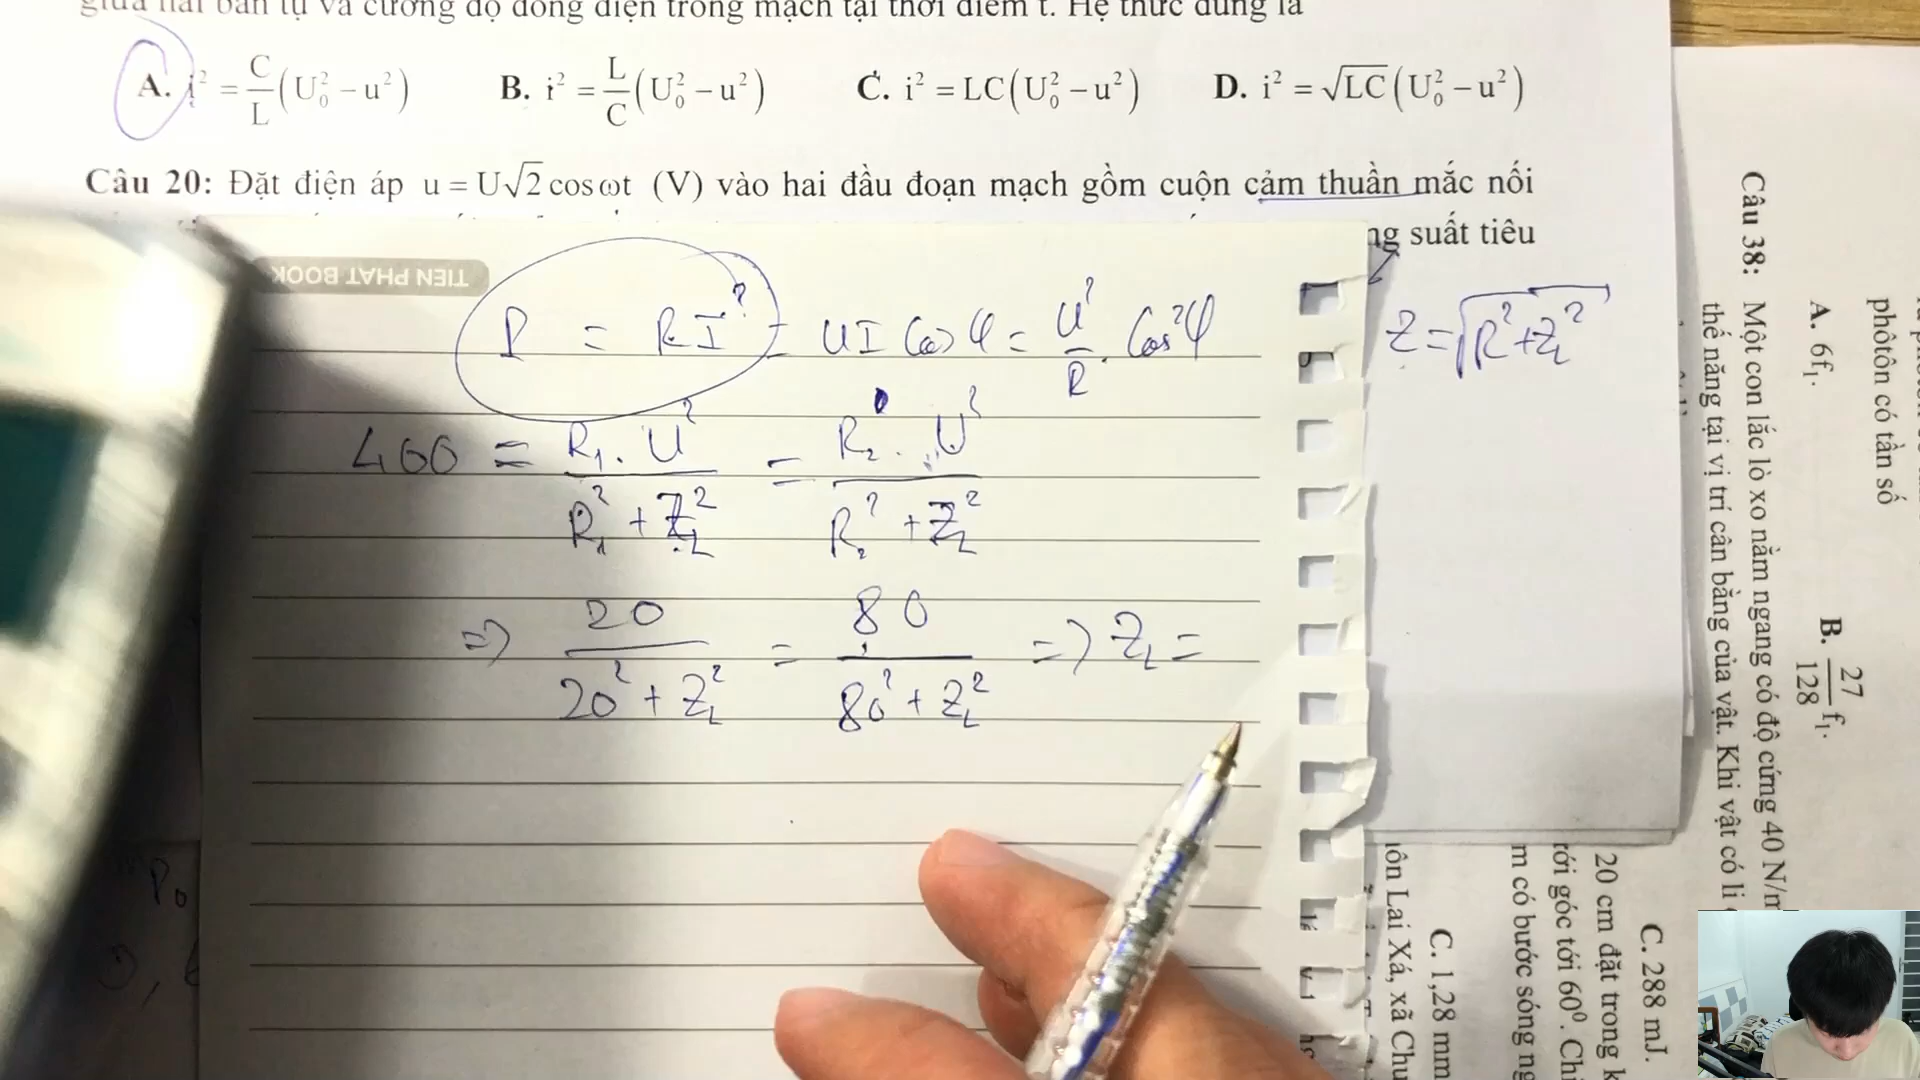 giữa hai bản tụ và cường độ dòng điện trong mạch tại thời điểm t. Hệ thức đúng là
A. i² = C/L (U₀² – u²) B. i² = L/C (U₀² – u²) C. i² = LC(U₀² – u²) D. i² = √LC (U₀² – u²)
Câu 20: Đặt điện áp u = U√2 cosωt (V) vào hai đầu đoạn mạch gồm cuộn cảm thuần mắc nối
ng suất tiêu
TIEN PHAT BOOK
P = RI² = UI Cosφ = U²/R . Cos²φ
Z = √R² + Z_L²
400 = R₁. U² / R₁² + Z_L² = R₂ . U² / R₂² + Z_L²
=> 20 / 20² + Z_L² = 80 / 80² + Z_L² => Z_L =
P₀
Câu 38: Một con lắc lò xo nằm ngang có độ cứng 40 N/m
thế năng tại vị trí cân bằng của vật. Khi vật có li
phôtôn có tần số
A. 6f₁.
B. 27/128 f₁.
C. 288 mJ.
20 cm đặt trong
tới góc tới 60⁰. Chi
m có bước sóng ng
C. 1,28 mm
ôn Lai Xá, xã Chu